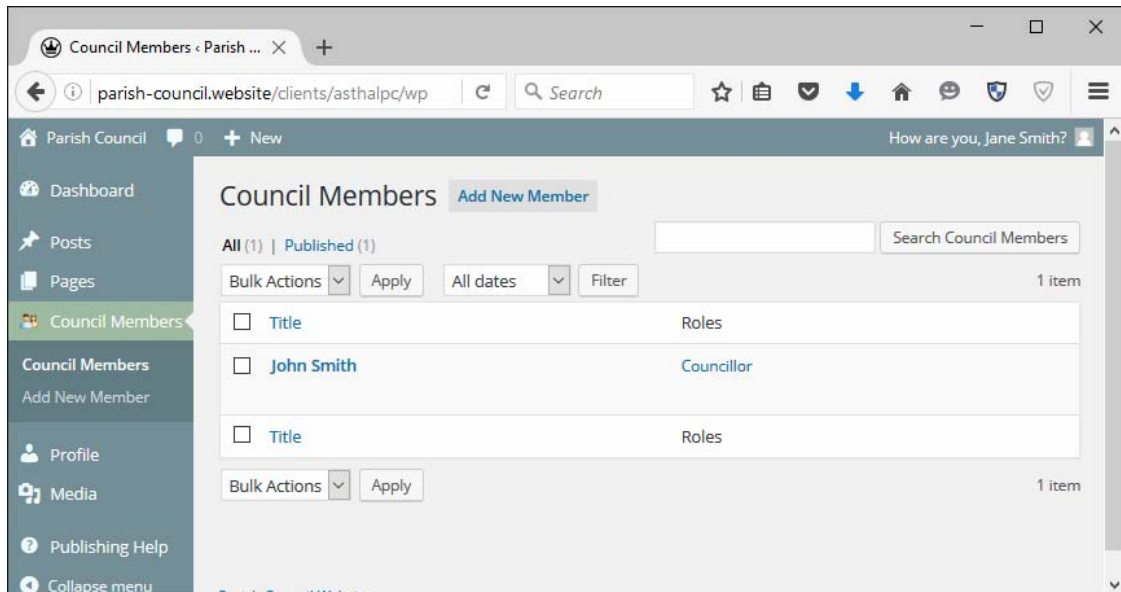 Council Members ‹ Parish ...
parish-council.website/clients/asthalpc/wp
Search
Parish Council 0 New
How are you, Jane Smith?
Dashboard
Posts
Pages
Council Members
Council Members
Add New Member
Profile
Media
Publishing Help
Collapse menu
Council Members Add New Member
All (1) | Published (1)
Search Council Members
Bulk Actions Apply All dates Filter 1 item
Title Roles
John Smith Councillor
Title Roles
Bulk Actions Apply 1 item